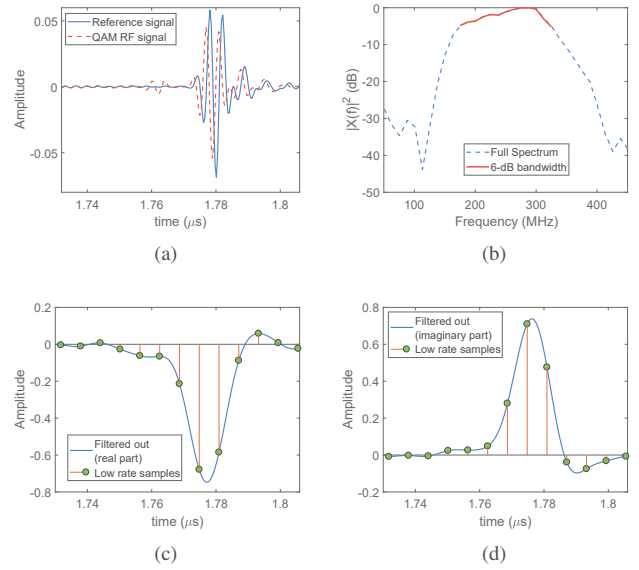 Reference signal
QAM RF signal
0.05
0
-0.05
Amplitude
1.74
1.76
1.78
1.8
time (μs)
(a)
0
-10
-20
-30
-40
-50
|X(f)|² (dB)
Full Spectrum
6-dB bandwidth
100
200
300
400
Frequency (MHz)
(b)
0.2
0
-0.2
-0.4
-0.6
-0.8
Amplitude
Filtered out
(real part)
Low rate samples
1.74
1.76
1.78
1.8
time (μs)
(c)
0.8
0.6
0.4
0.2
0
-0.2
Amplitude
Filtered out
(imaginary part)
Low rate samples
1.74
1.76
1.78
1.8
time (μs)
(d)